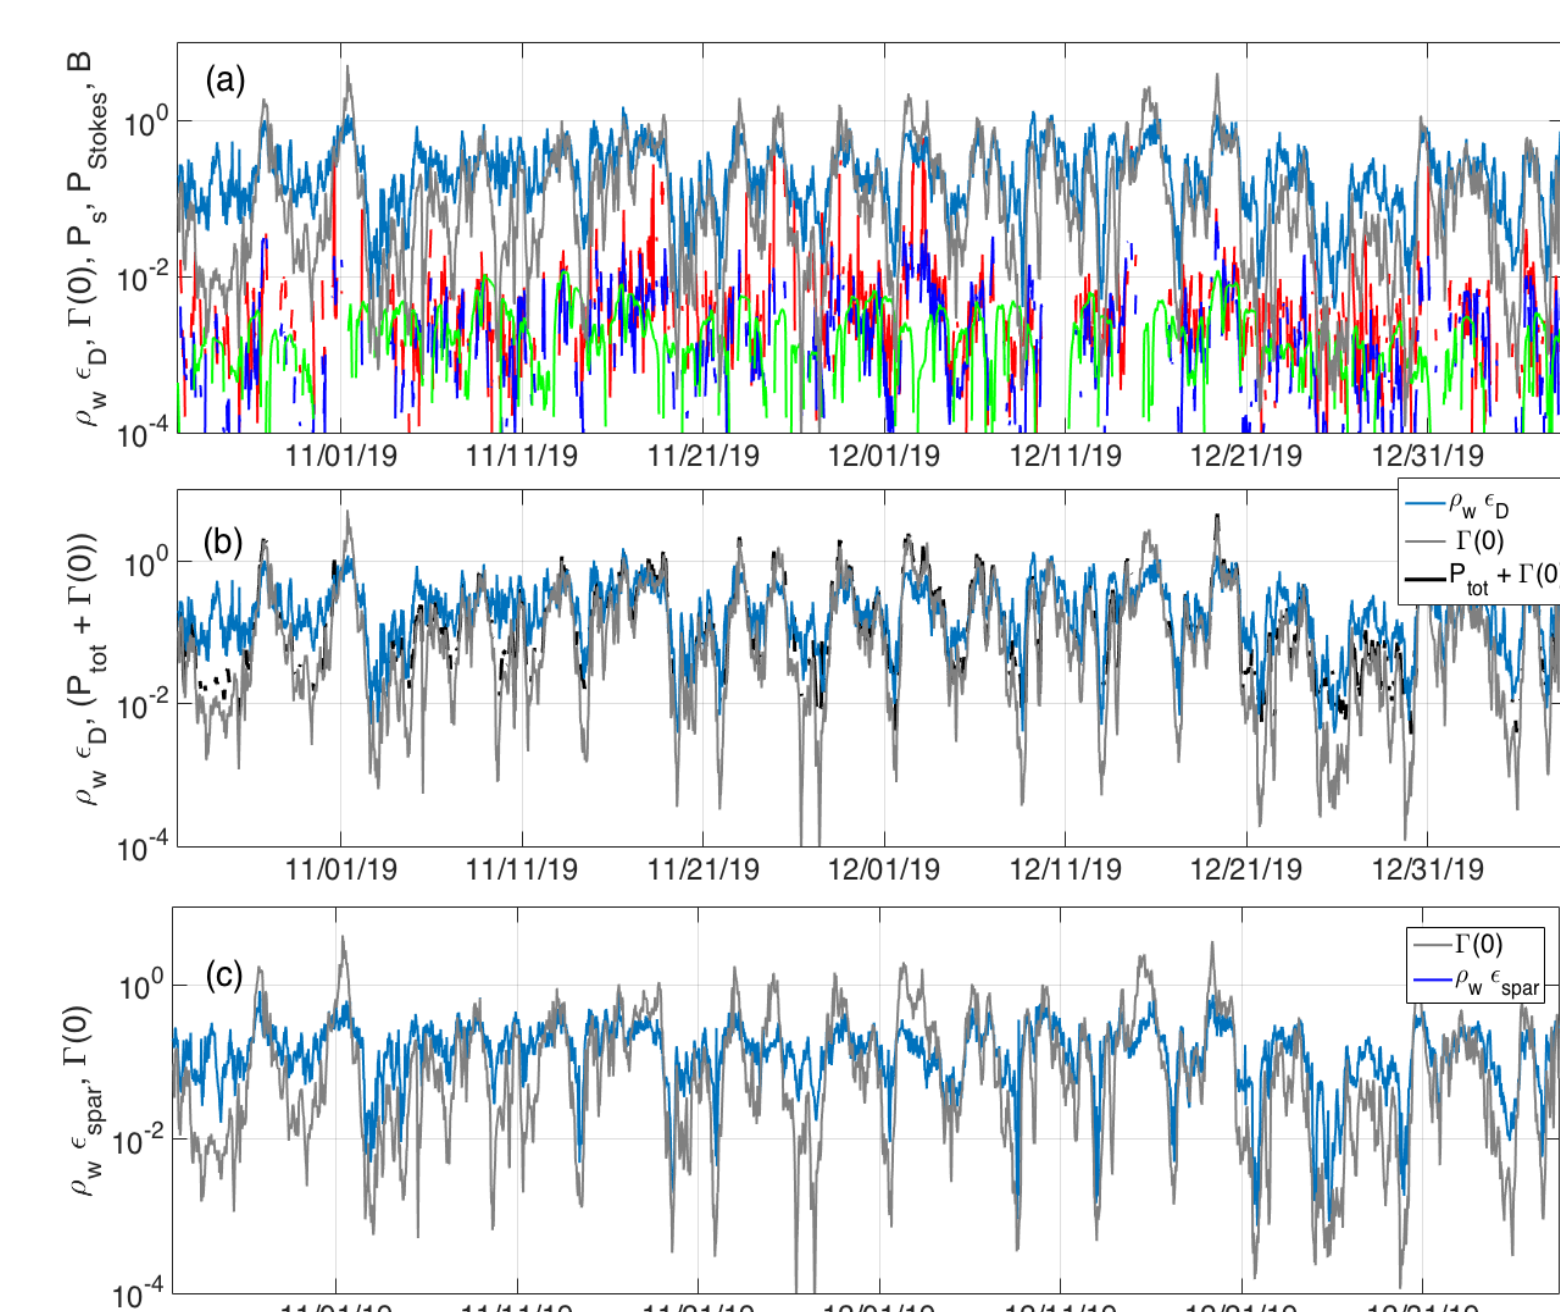 (a)
ρw ϵD, Γ(0), Ps, PStokes, B
10^0
10^-2
10^-4
11/01/19 11/11/19 11/21/19 12/01/19 12/11/19 12/21/19 12/31/19
(b)
ρw ϵD, (Ptot + Γ(0))
10^0
10^-2
10^-4
ρw ϵD
Γ(0)
Ptot + Γ(0
11/01/19 11/11/19 11/21/19 12/01/19 12/11/19 12/21/19 12/31/19
(c)
ρw ϵspar, Γ(0)
10^0
10^-2
10^-4
Γ(0)
ρw ϵspar